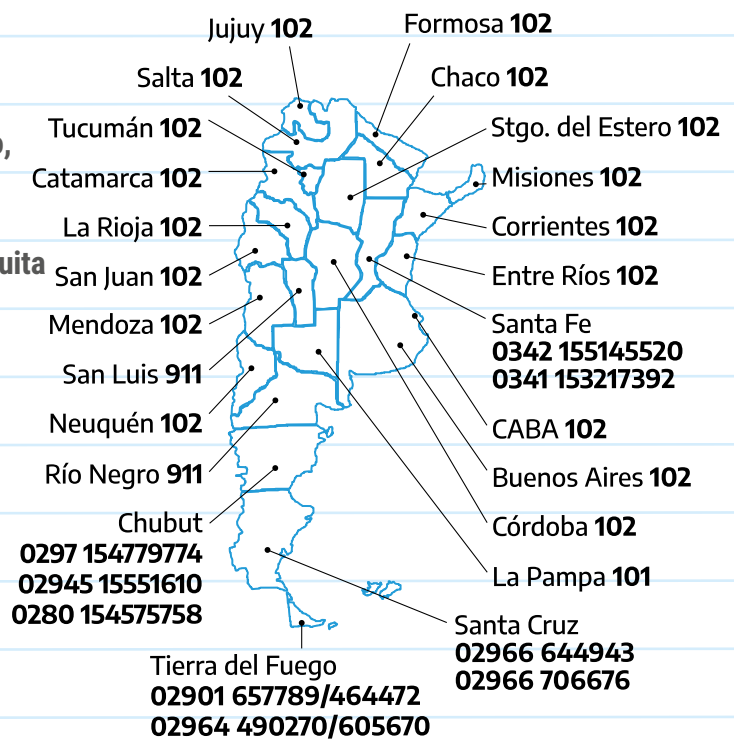 Jujuy 102
Formosa 102
Salta 102
Chaco 102
Tucumán 102
Stgo. del Estero 102
Catamarca 102
Misiones 102
La Rioja 102
Corrientes 102
uita
San Juan 102
Entre Ríos 102
Mendoza 102
Santa Fe
0342 155145520
0341 153217392
San Luis 911
Neuquén 102
CABA 102
Río Negro 911
Buenos Aires 102
Chubut
0297 154779774
02945 15551610
0280 154575758
Córdoba 102
La Pampa 101
Santa Cruz
02966 644943
02966 706676
Tierra del Fuego
02901 657789/464472
02964 490270/605670